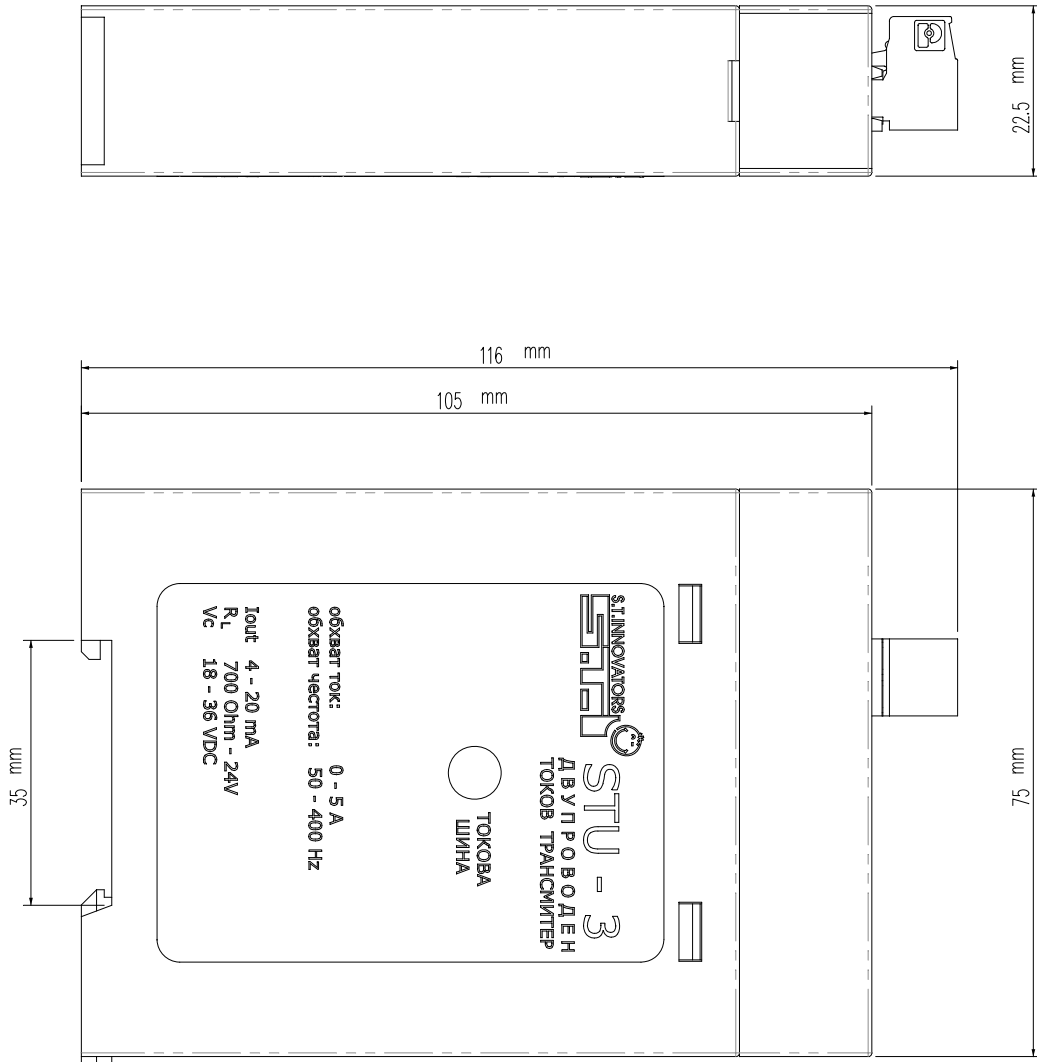 22.5 mm
116 mm
105 mm
75 mm
35 mm
S.T.INNOVATORS
S.T.I.
STU - 3
ДВУПРОВОДЕН
ТОКОВ ТРАНСМИТЕР
ТОКОВА
ШИНА
обхват ток: 0 - 5 A
обхват честота: 50 - 400 Hz
Iout 4 - 20 mA
RL 700 Ohm - 24V
Vc 18 - 36 VDC